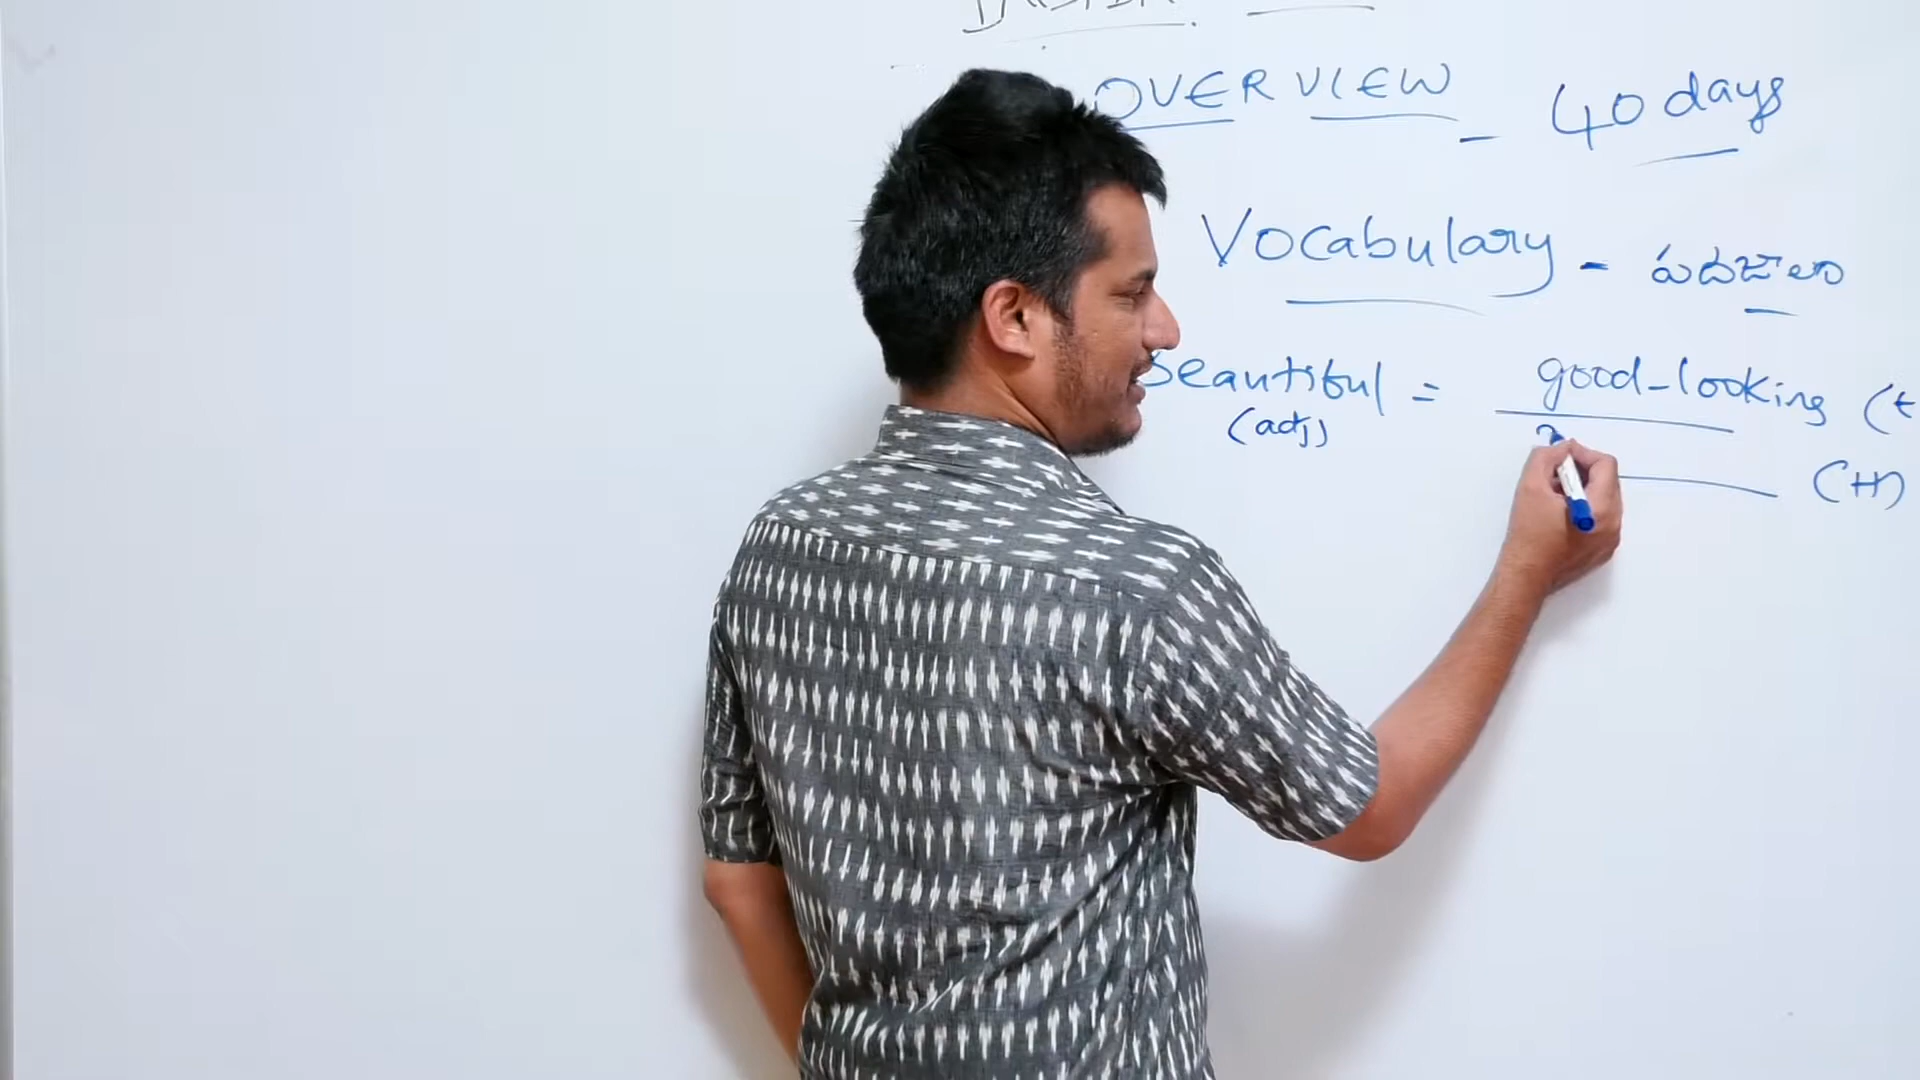 OVERVIEW - 40 days
Vocabulary - పదజాలం
beautiful = good-looking
(adj)